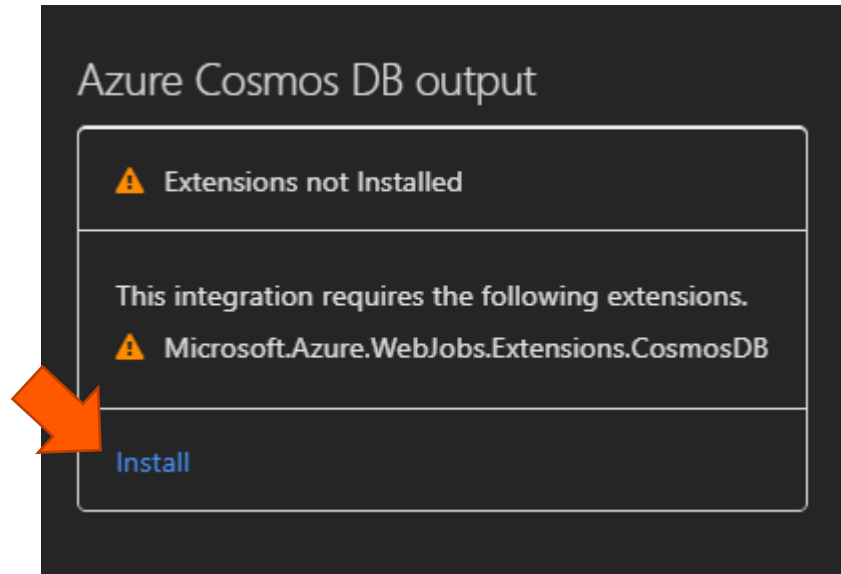 Azure Cosmos DB output
Extensions not Installed
This integration requires the following extensions.
Microsoft.Azure.WebJobs.Extensions.CosmosDB
Install